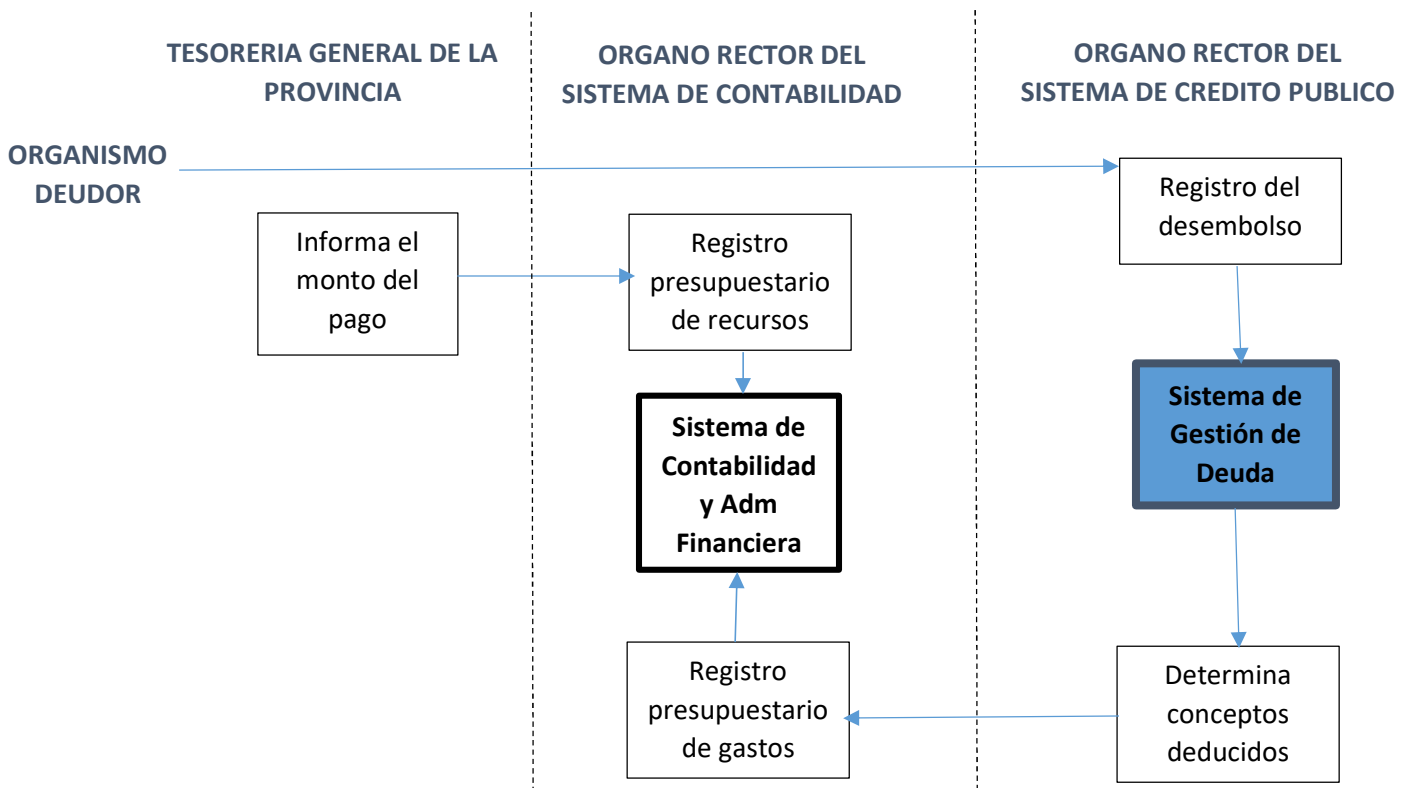 TESORERIA GENERAL DE LA
PROVINCIA
ORGANO RECTOR DEL
SISTEMA DE CONTABILIDAD
ORGANO RECTOR DEL
SISTEMA DE CREDITO PUBLICO
ORGANISMO
DEUDOR
Informa el
monto del
pago
Registro
presupuestario
de recursos
Registro del
desembolso
Sistema de
Contabilidad
y Adm
Financiera
Sistema de
Gestión de
Deuda
Registro
presupuestario
de gastos
Determina
conceptos
deducidos